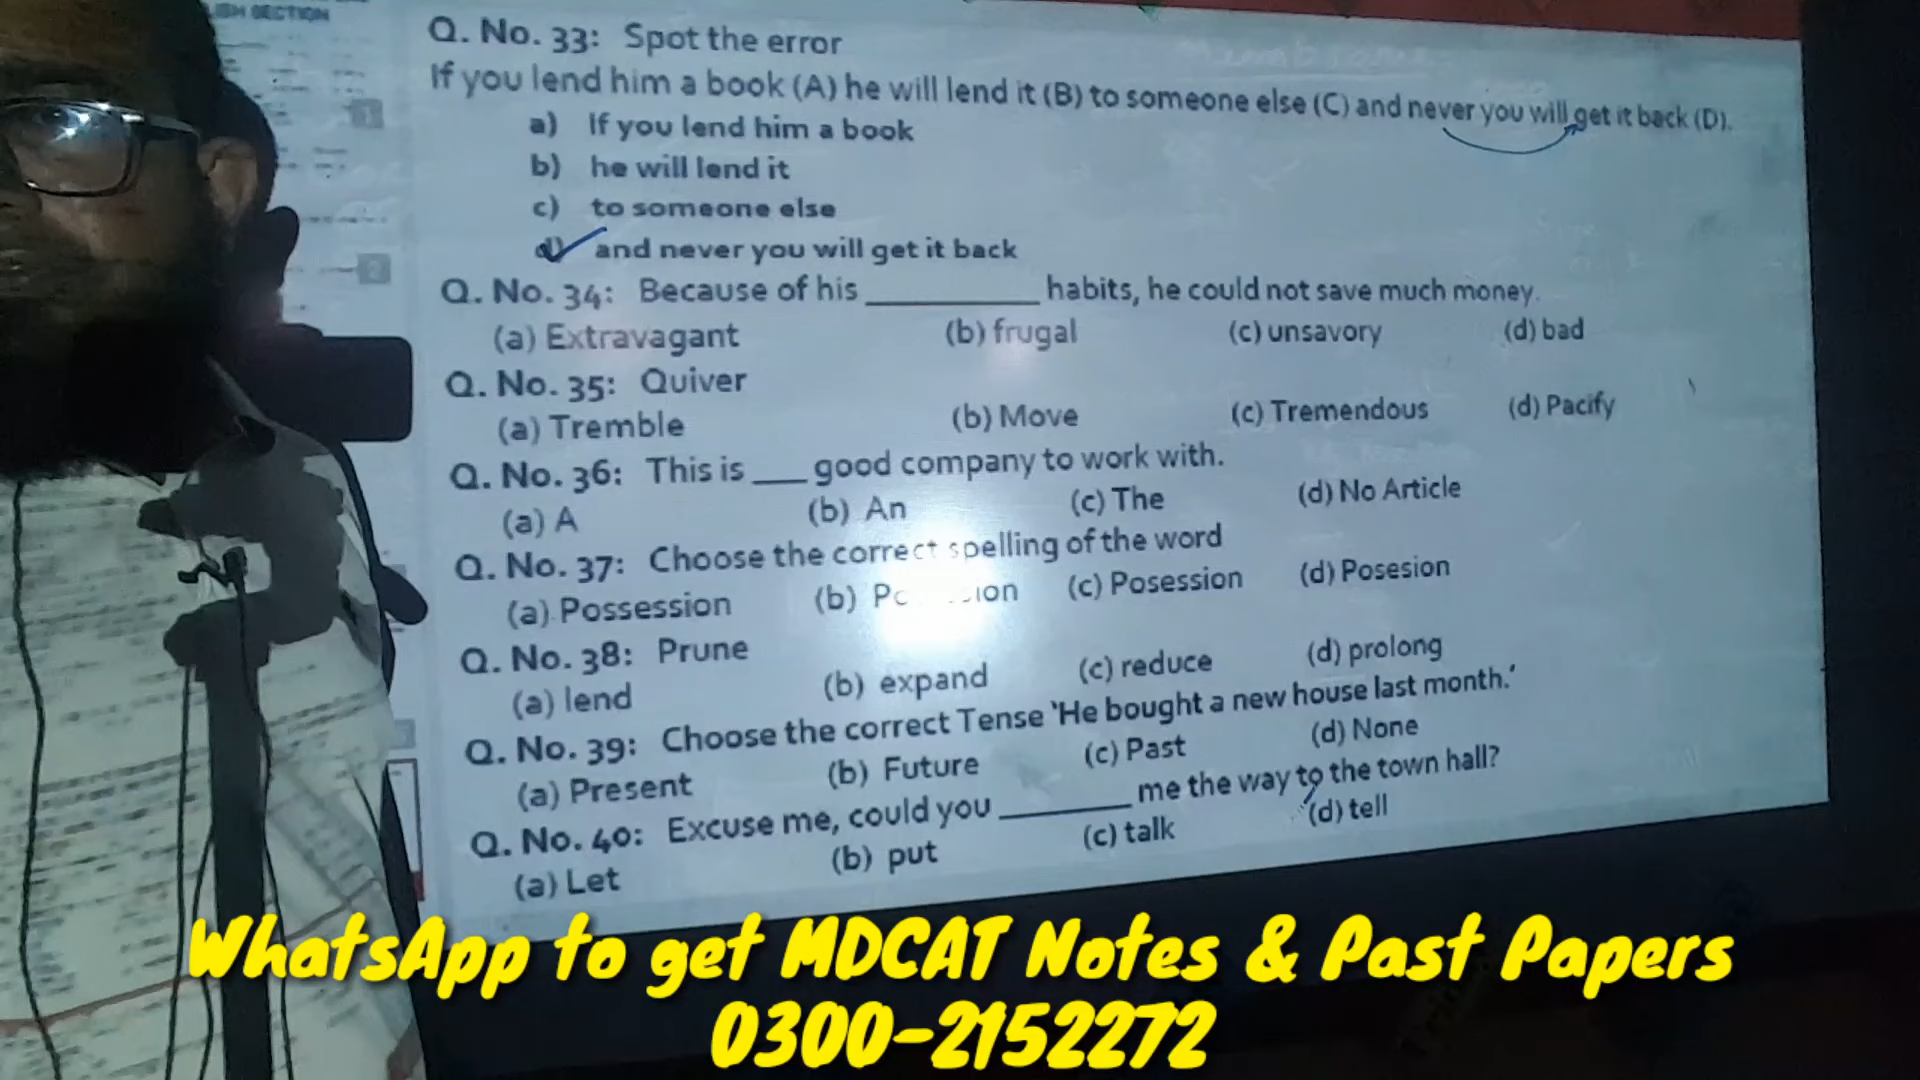 SECTION
Q. No. 33: Spot the error
If you lend him a book (A) he will lend it (B) to someone else (C) and never you will get it back (D).
a) If you lend him a book
b) he will lend it
c) to someone else
d) and never you will get it back
Q. No. 34: Because of his __________ habits, he could not save much money.
(a) Extravagant (b) frugal (c) unsavory (d) bad
Q. No. 35: Quiver
(a) Tremble (b) Move (c) Tremendous (d) Pacify
Q. No. 36: This is ___ good company to work with.
(a) A (b) An (c) The (d) No Article
Q. No. 37: Choose the correct spelling of the word
(a) Possession (b) (c) Posession (d) Posesion
Q. No. 38: Prune
(a) lend (b) expand (c) reduce (d) prolong
Q. No. 39: Choose the correct Tense 'He bought a new house last month.'
(a) Present (b) Future (c) Past (d) None
Q. No. 40: Excuse me, could you ________ me the way to the town hall?
(a) Let (b) put (c) talk (d) tell
WhatsApp to get MDCAT Notes & Past Papers
0300-2152272